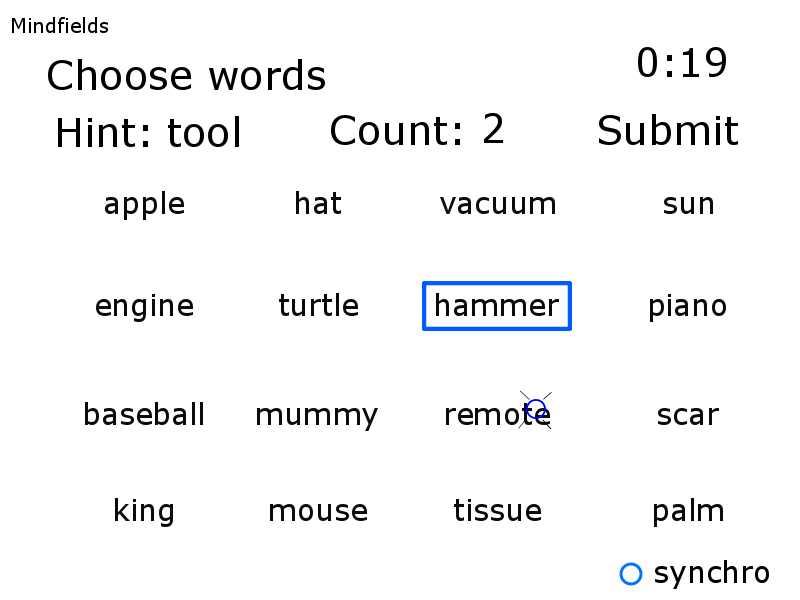 Mindfields
Choose words 0:19
Hint: tool Count: 2 Submit
apple hat vacuum sun
engine turtle hammer piano
baseball mummy remote scar
king mouse tissue palm
synchro